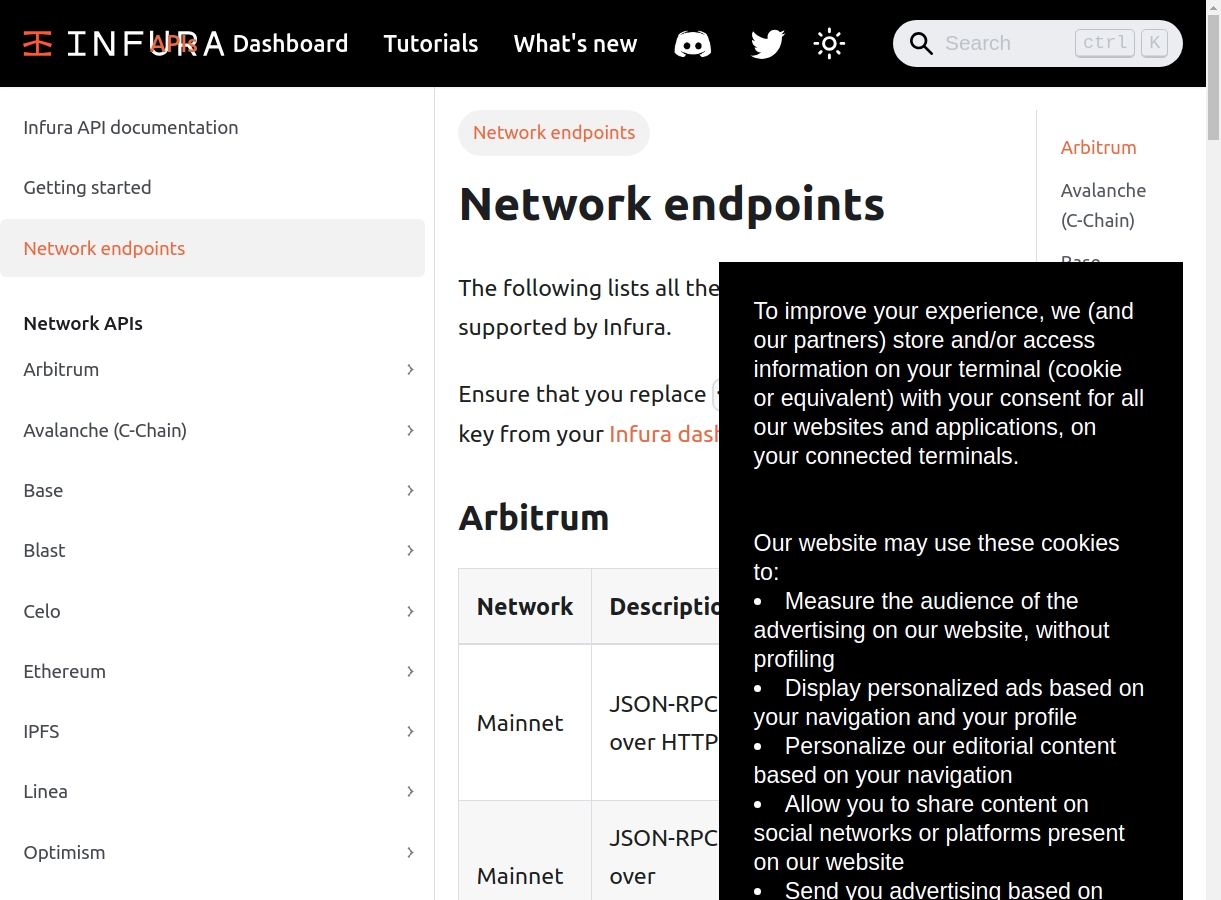 INFURA APIs Dashboard Tutorials What's new Search ctrl K
Infura API documentation
Getting started
Network endpoints
Network APIs
Arbitrum
Avalanche (C-Chain)
Base
Blast
Celo
Ethereum
IPFS
Linea
Optimism
Network endpoints
Network endpoints
The following lists all the
supported by Infura.
Ensure that you replace
key from your Infura dash
Arbitrum
Network Descriptio
Mainnet
JSON-RPC
over HTTP
Mainnet
JSON-RPC
over
Arbitrum
Avalanche
(C-Chain)
Base
To improve your experience, we (and
our partners) store and/or access
information on your terminal (cookie
or equivalent) with your consent for all
our websites and applications, on
your connected terminals.
Our website may use these cookies
to:
• Measure the audience of the
advertising on our website, without
profiling
• Display personalized ads based on
your navigation and your profile
• Personalize our editorial content
based on your navigation
• Allow you to share content on
social networks or platforms present
on our website
• Send you advertising based on